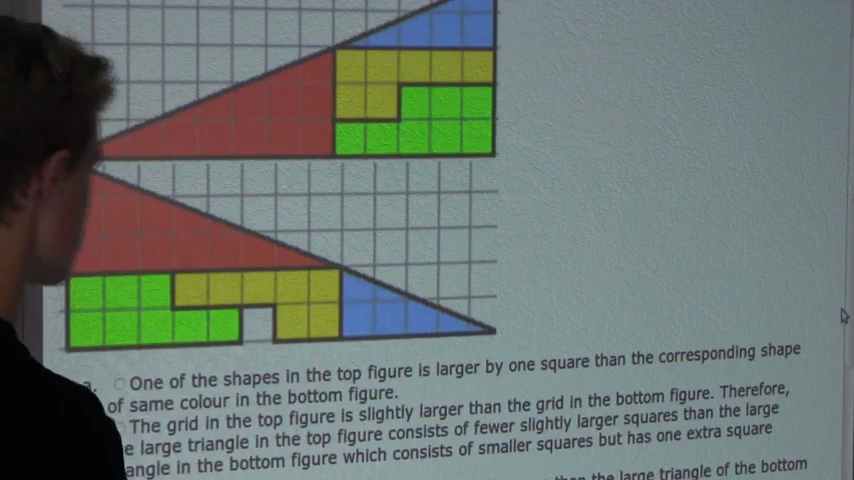 a. One of the shapes in the top figure is larger by one square than the corresponding shape
of same colour in the bottom figure.
The grid in the top figure is slightly larger than the grid in the bottom figure. Therefore,
large triangle in the top figure consists of fewer slightly larger squares than the large
in the bottom figure which consists of smaller squares but has one extra square
the large triangle of the bottom